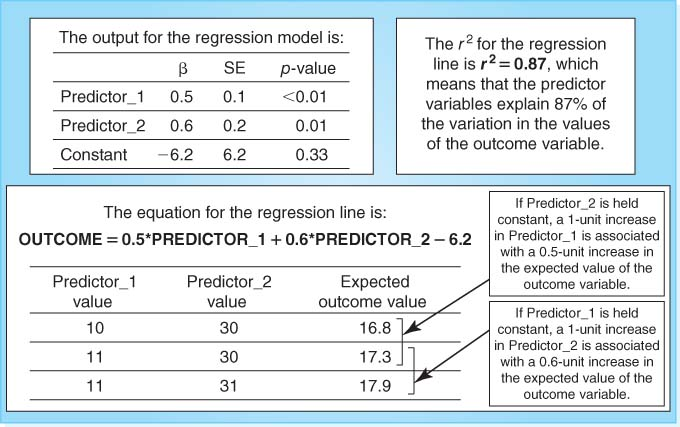 The output for the regression model is:
β SE p-value
Predictor_1 0.5 0.1 <0.01
Predictor_2 0.6 0.2 0.01
Constant −6.2 6.2 0.33
The r² for the regression
line is r² = 0.87, which
means that the predictor
variables explain 87% of
the variation in the values
of the outcome variable.
The equation for the regression line is:
OUTCOME = 0.5*PREDICTOR_1 + 0.6*PREDICTOR_2 − 6.2
Predictor_1 Predictor_2 Expected
value value outcome value
10 30 16.8
11 30 17.3
11 31 17.9
If Predictor_2 is held
constant, a 1-unit increase
in Predictor_1 is associated
with a 0.5-unit increase in
the expected value of the
outcome variable.
If Predictor_1 is held
constant, a 1-unit increase
in Predictor_2 is associated
with a 0.6-unit increase in
the expected value of the
outcome variable.